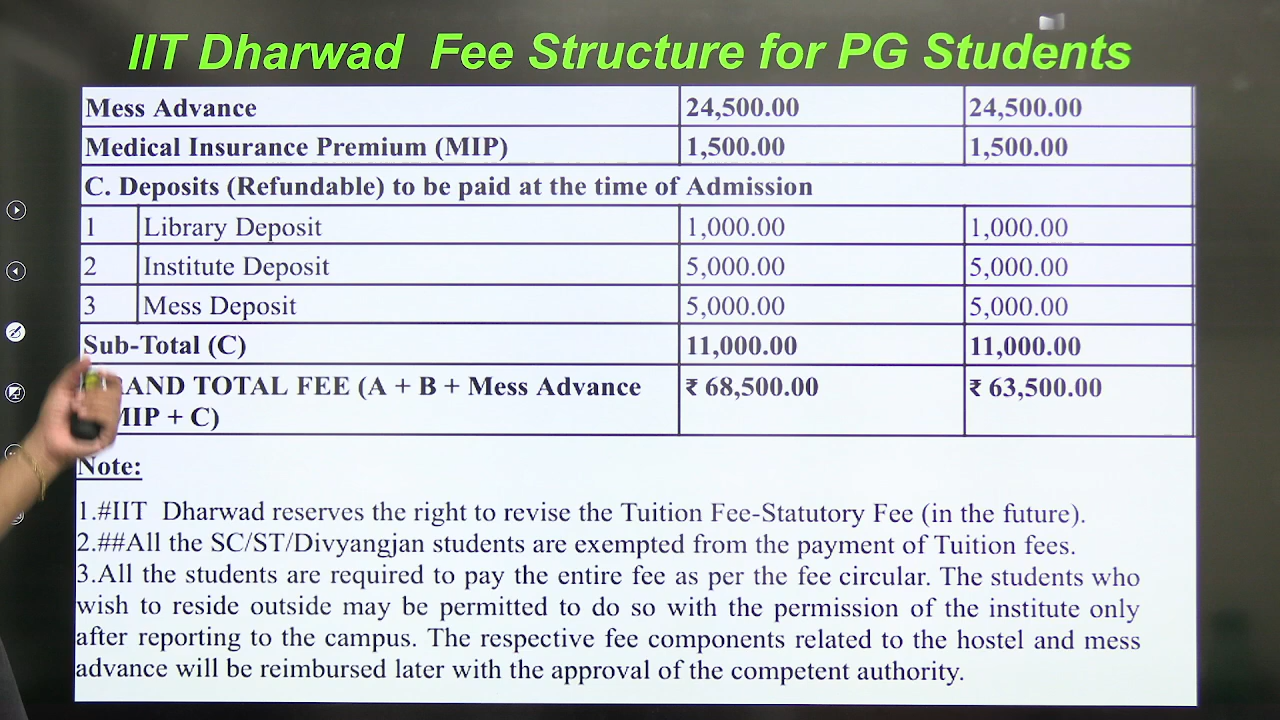 IIT Dharwad Fee Structure for PG Students
Mess Advance 24,500.00 24,500.00
Medical Insurance Premium (MIP) 1,500.00 1,500.00
C. Deposits (Refundable) to be paid at the time of Admission
1 Library Deposit 1,000.00 1,000.00
2 Institute Deposit 5,000.00 5,000.00
3 Mess Deposit 5,000.00 5,000.00
Sub-Total (C) 11,000.00 11,000.00
TOTAL FEE (A + B + Mess Advance ₹ 68,500.00 ₹ 63,500.00
+ C)
Note:
1.#IIT Dharwad reserves the right to revise the Tuition Fee-Statutory Fee (in the future).
2.##All the SC/ST/Divyangjan students are exempted from the payment of Tuition fees.
3.All the students are required to pay the entire fee as per the fee circular. The students who
wish to reside outside may be permitted to do so with the permission of the institute only
after reporting to the campus. The respective fee components related to the hostel and mess
advance will be reimbursed later with the approval of the competent authority.